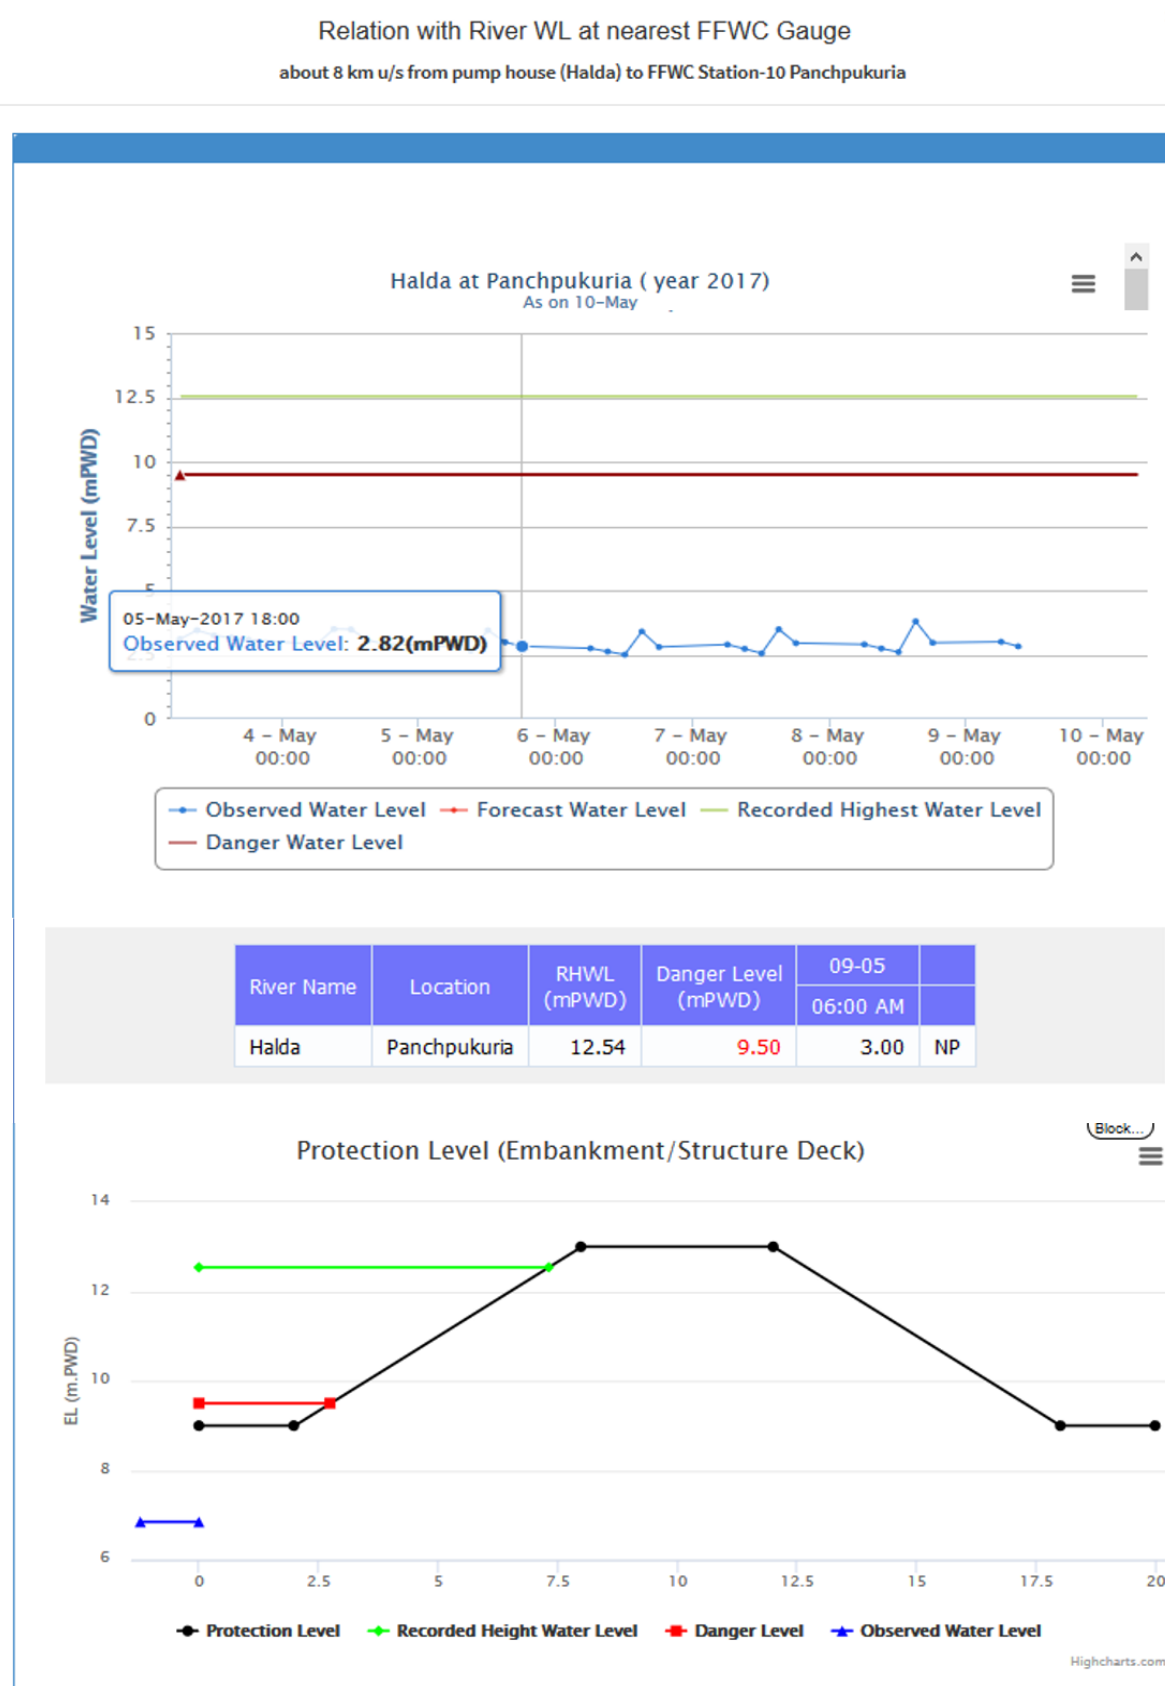 Relation with River WL at nearest FFWC Gauge
about 8 km u/s from pump house (Halda) to FFWC Station-10 Panchpukuria
Halda at Panchpukuria ( year 2017)
As on 10-May
Water Level (mPWD)
15
12.5
10
7.5
5
2.5
0
05-May-2017 18:00
Observed Water Level: 2.82(mPWD)
4 - May 5 - May 6 - May 7 - May 8 - May 9 - May 10 - May
00:00 00:00 00:00 00:00 00:00 00:00 00:00
Observed Water Level Forecast Water Level Recorded Highest Water Level
Danger Water Level
River Name Location RHWL (mPWD) Danger Level (mPWD) 09-05 06:00 AM
Halda Panchpukuria 12.54 9.50 3.00 NP
Block...
Protection Level (Embankment/Structure Deck)
EL (m.PWD)
14
12
10
8
6
0 2.5 5 7.5 10 12.5 15 17.5 20
Protection Level Recorded Height Water Level Danger Level Observed Water Level
Highcharts.com